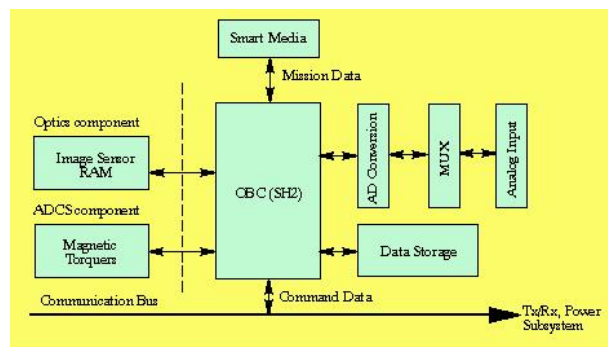 Smart Media
Mission Data
Optics component
Image Sensor
RAM
OBC (SH2)
AD Conversion
MUX
Analog Input
ADCS component
Magnetic
Torquers
Data Storage
Communication Bus
Command Data
Tx/Rx, Power
Subsystem